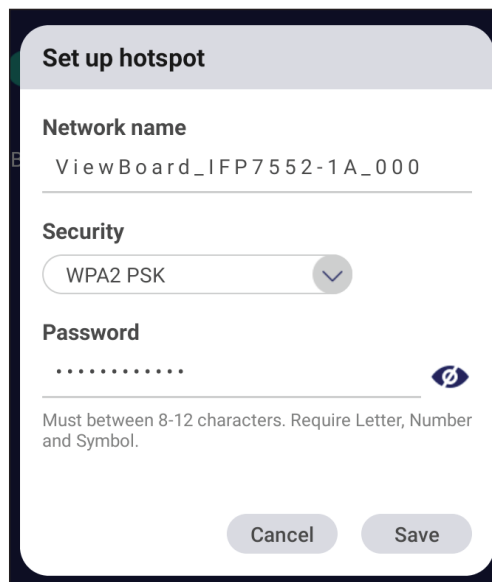 Set up hotspot
Network name
ViewBoard_IFP7552-1A_000
Security
WPA2 PSK
Password
••••••••••••
Must between 8-12 characters. Require Letter, Number
and Symbol.
Cancel
Save